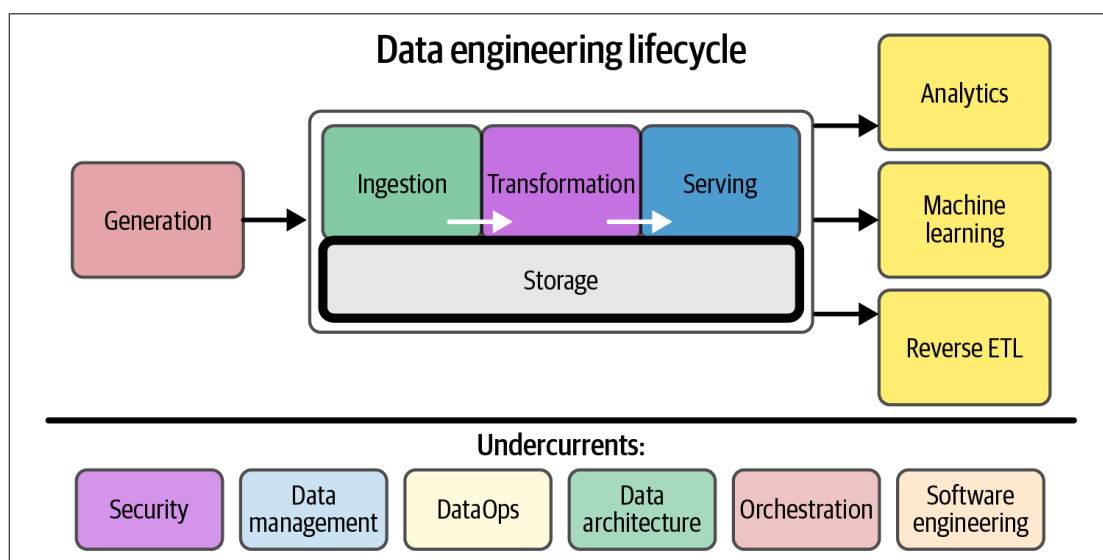 Data engineering lifecycle
Generation
Ingestion
Transformation
Serving
Storage
Analytics
Machine
learning
Reverse ETL
Undercurrents:
Security
Data
management
DataOps
Data
architecture
Orchestration
Software
engineering